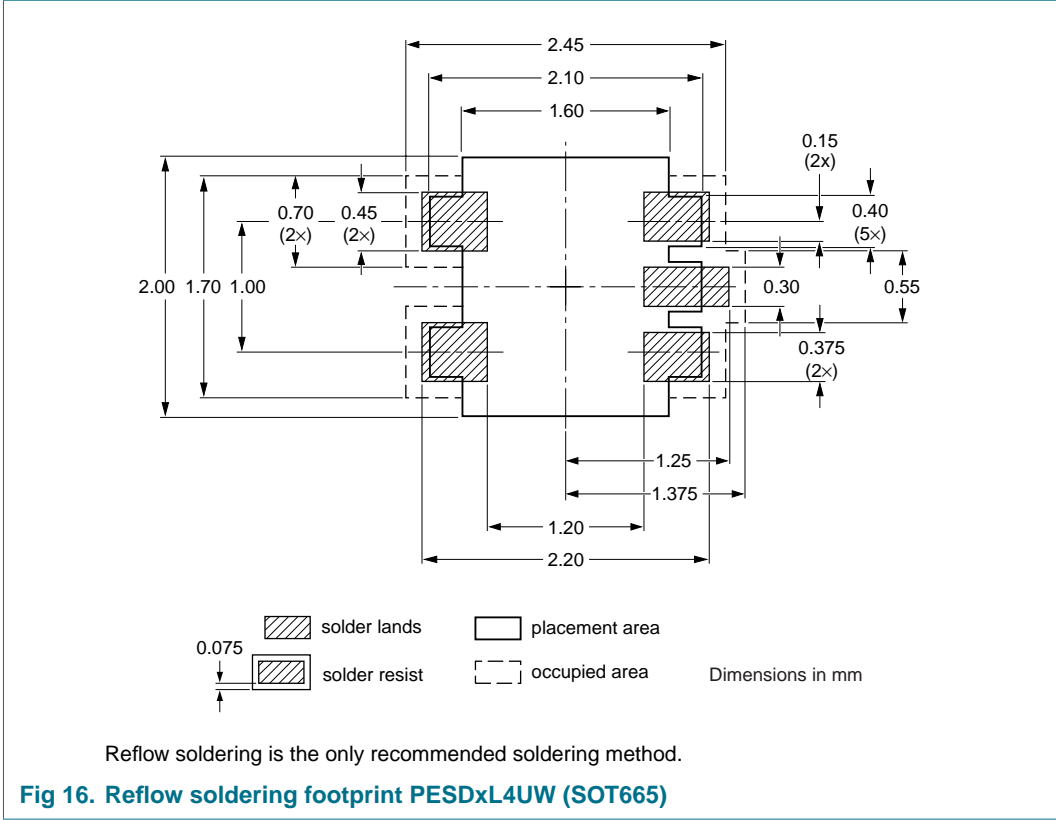 2.45
2.10
1.60
0.15
(2x)
0.70
(2×)
0.45
(2×)
0.40
(5×)
2.00 1.70 1.00
0.30
0.55
0.375
(2×)
1.25
1.375
1.20
2.20
solder lands
placement area
0.075
solder resist
occupied area
Dimensions in mm
Reflow soldering is the only recommended soldering method.
Fig 16. Reflow soldering footprint PESDxL4UW (SOT665)